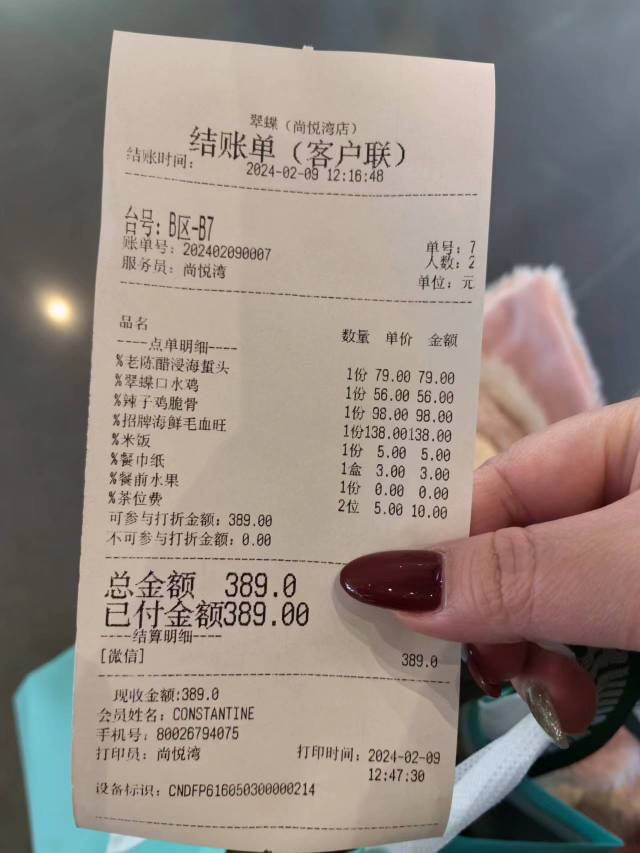 翠蝶（尚悦湾店）
结账单（客户联）
结账时间： 2024-02-09 12:16:48
台号：B区-B7
账单号：202402090007 单号：7
服务员：尚悦湾 人数：2
单位：元
品名 数量 单价 金额
----点单明细----
%老陈醋浸海蜇头 1份 79.00 79.00
%翠蝶口水鸡 1份 56.00 56.00
%辣子鸡脆骨 1份 98.00 98.00
%招牌海鲜毛血旺 1份138.00138.00
%米饭 1份 5.00 5.00
%餐巾纸 1盒 3.00 3.00
%餐前水果 1份 0.00 0.00
%茶位费 2位 5.00 10.00
可参与打折金额：389.00
不可参与打折金额：0.00
总金额 389.0
已付金额389.00
----结算明细----
[微信] 389.0
现收金额:389.0
会员姓名：CONSTANTINE
手机号：80026794075
打印员：尚悦湾 打印时间：2024-02-09
12:47:30
设备标识：CNDFP616050300000214